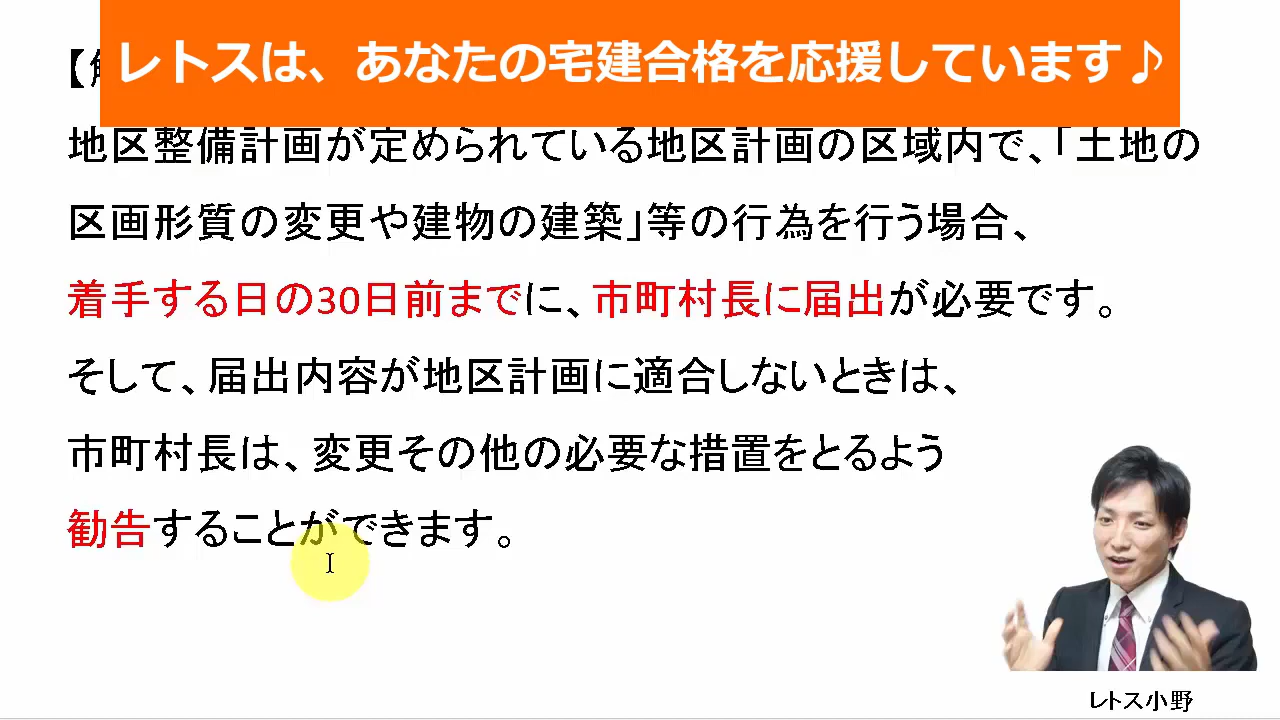 レトスは、あなたの宅建合格を応援しています♪
【
地区整備計画が定められている地区計画の区域内で、「土地の
区画形質の変更や建物の建築」等の行為を行う場合、
着手する日の30日前までに、市町村長に届出が必要です。
そして、届出内容が地区計画に適合しないときは、
市町村長は、変更その他の必要な措置をとるよう
勧告することができます。
レトス小野